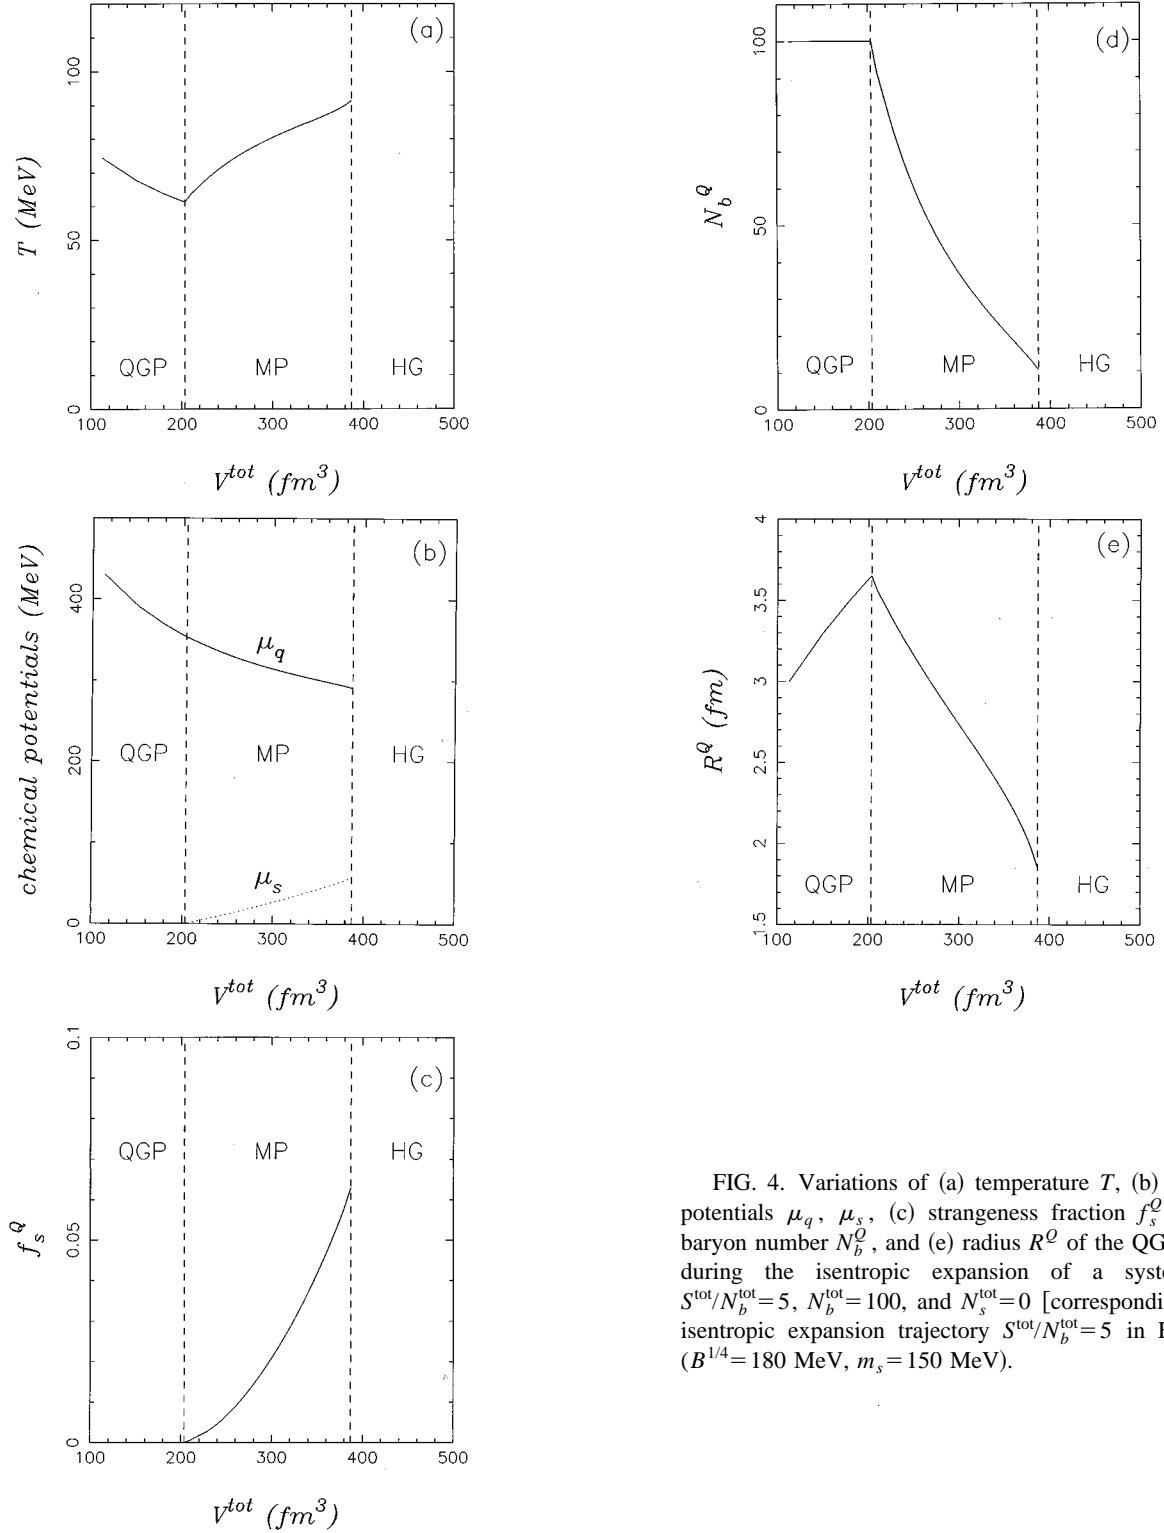 (a)
100
50
0
T (MeV)
QGP MP HG
100 200 300 400 500
V^tot (fm^3)
(b)
400
200
0
chemical potentials (MeV)
μ_q
QGP MP HG
μ_s
100 200 300 400 500
V^tot (fm^3)
(c)
0.1
0.05
0
f_s^Q
QGP MP HG
100 200 300 400 500
V^tot (fm^3)
(d)
100
50
0
N_b^Q
QGP MP HG
100 200 300 400 500
V^tot (fm^3)
(e)
4
3.5
3
2.5
2
1.5
R^Q (fm)
QGP MP HG
100 200 300 400 500
V^tot (fm^3)
FIG. 4. Variations of (a) temperature T, (b)
potentials μ_q, μ_s, (c) strangeness fraction f_s^Q
baryon number N_b^Q, and (e) radius R^Q of the QG
during the isentropic expansion of a syste
S^tot/N_b^tot=5, N_b^tot=100, and N_s^tot=0 [correspondi
isentropic expansion trajectory S^tot/N_b^tot=5 in
(B^1/4=180 MeV, m_s=150 MeV).